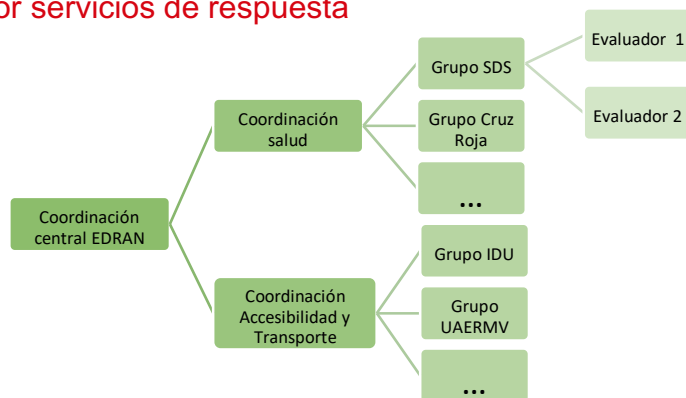 or servicios de respuesta
Evaluador 1
Grupo SDS
Evaluador 2
Coordinación
salud
Grupo Cruz
Roja
...
Coordinación
central EDRAN
Grupo IDU
Coordinación
Accesibilidad y
Transporte
Grupo
UAERMV
...